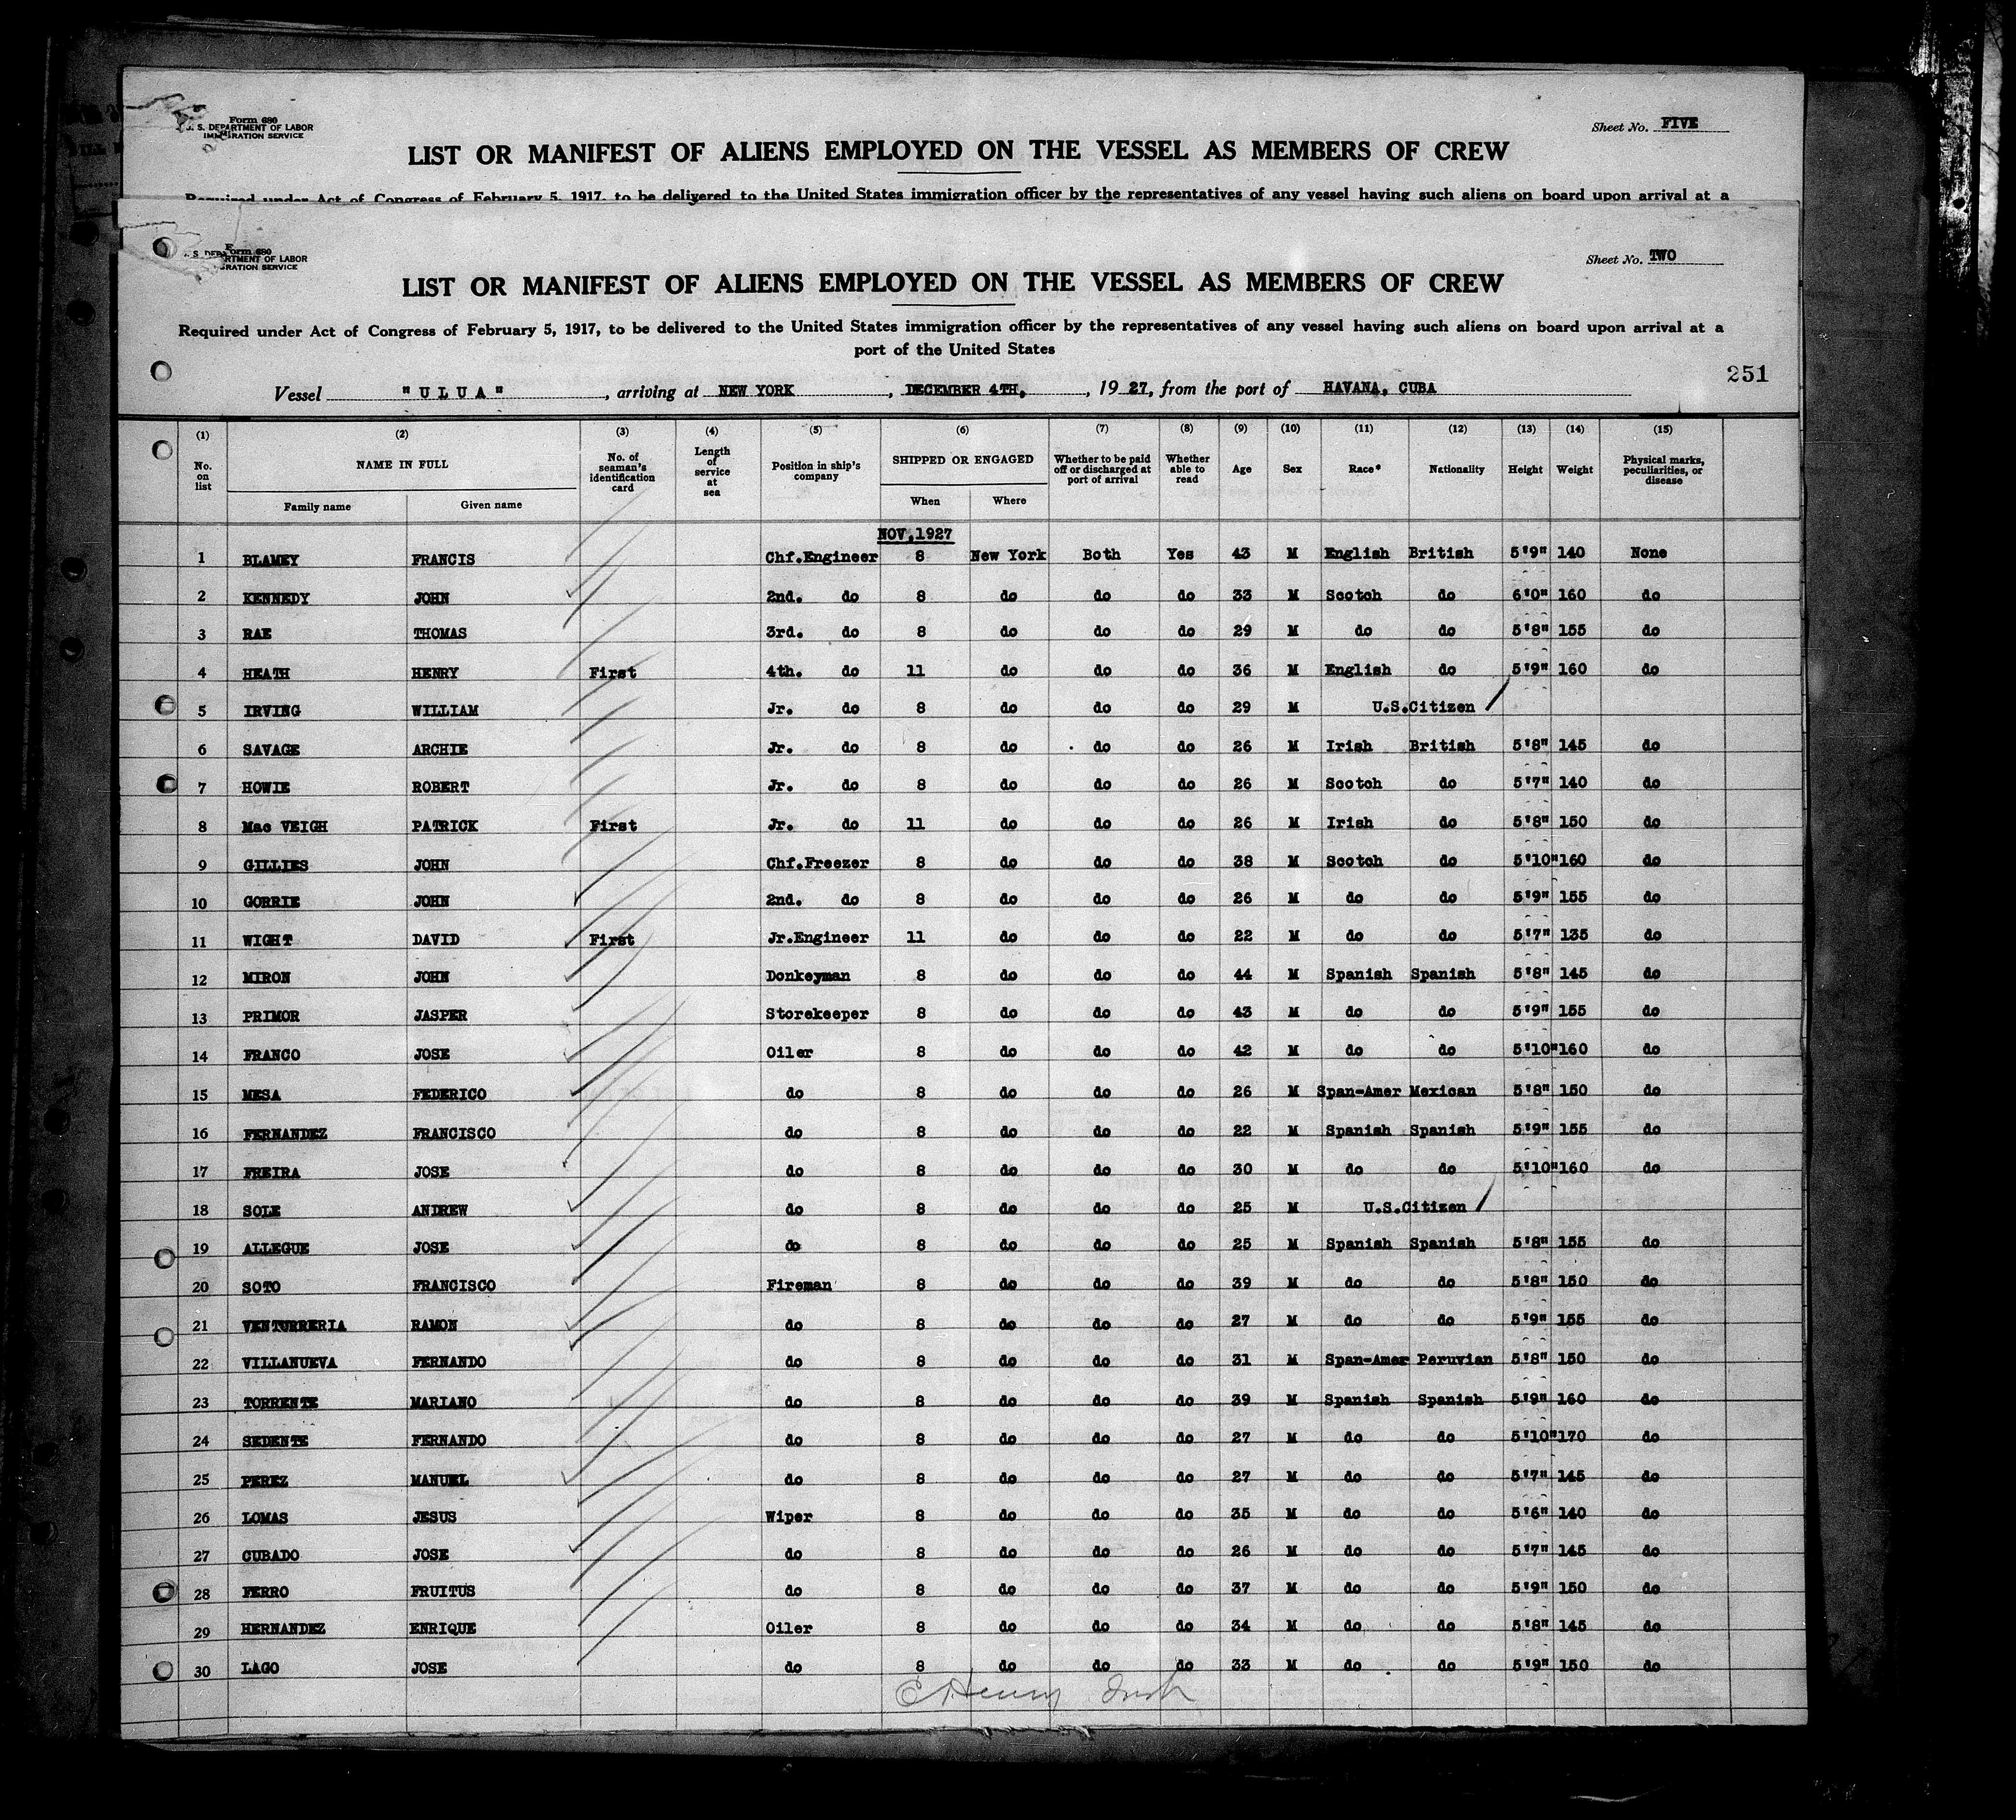 Form 680
U. S. DEPARTMENT OF LABOR
IMMIGRATION SERVICE
Sheet No. FIVE
LIST OR MANIFEST OF ALIENS EMPLOYED ON THE VESSEL AS MEMBERS OF CREW
Required under Act of Congress of February 5, 1917, to be delivered to the United States immigration officer by the representatives of any vessel having such aliens on board upon arrival at a
Form 680
S. DEPARTMENT OF LABOR
GRATION SERVICE
Sheet No. TWO
LIST OR MANIFEST OF ALIENS EMPLOYED ON THE VESSEL AS MEMBERS OF CREW
Required under Act of Congress of February 5, 1917, to be delivered to the United States immigration officer by the representatives of any vessel having such aliens on board upon arrival at a
port of the United States
251
Vessel "ULUA", arriving at NEW YORK, DECEMBER 4TH, 1927, from the port of HAVANA, CUBA
(1) (2) (3) (4) (5) (6) (7) (8) (9) (10) (11) (12) (13) (14) (15)
No. on list NAME IN FULL Family name Given name No. of seaman's identification card Length of service at sea Position in ship's company SHIPPED OR ENGAGED When Where Whether to be paid off or discharged at port of arrival Whether able to read Age Sex Race* Nationality Height Weight Physical marks, peculiarities, or disease
NOV,1927
1 BLAMEY FRANCIS Chf.Engineer 8 New York Both Yes 43 M English British 5'9" 140 None
2 KENNEDY JOHN 2nd. do 8 do do do 33 M Scotch do 6'0" 160 do
3 RAE THOMAS 3rd. do 8 do do do 29 M do do 5'8" 155 do
4 HEATH HENRY First 4th. do 11 do do do 36 M English do 5'9" 160 do
5 IRVING WILLIAM Jr. do 8 do do do 29 M U.S.Citizen
6 SAVAGE ARCHIE Jr. do 8 do do do 26 M Irish British 5'8" 145 do
7 HOWIE ROBERT Jr. do 8 do do do 26 M Scotch do 5'7" 140 do
8 Mac VEIGH PATRICK First Jr. do 11 do do do 26 M Irish do 5'8" 150 do
9 GILLIES JOHN Chf.Freezer 8 do do do 38 M Scotch do 5'10" 160 do
10 GORRIE JOHN 2nd. do 8 do do do 26 M do do 5'9" 155 do
11 WIGHT DAVID First Jr.Engineer 11 do do do 22 M do do 5'7" 135 do
12 MIRON JOHN Donkeyman 8 do do do 44 M Spanish Spanish 5'8" 145 do
13 PRIMOR JASPER Storekeeper 8 do do do 43 M do do 5'9" 155 do
14 FRANCO JOSE Oiler 8 do do do 42 M do do 5'10" 160 do
15 MESA FEDERICO do 8 do do do 26 M Span-Amer Mexican 5'8" 150 do
16 FERNANDEZ FRANCISCO do 8 do do do 22 M Spanish Spanish 5'9" 155 do
17 FREIRA JOSE do 8 do do do 30 M do do 5'10" 160 do
18 SOLE ANDREW do 8 do do do 25 M U.S.Citizen
19 ALLEGUE JOSE do 8 do do do 25 M Spanish Spanish 5'8" 155 do
20 SOTO FRANCISCO Fireman 8 do do do 39 M do do 5'8" 150 do
21 VENTURRERIA RAMON do 8 do do do 27 M do do 5'9" 155 do
22 VILLANUEVA FERNANDO do 8 do do do 31 M Span-Amer Peruvian 5'8" 150 do
23 TORRENTE MARIANO do 8 do do do 39 M Spanish Spanish 5'9" 160 do
24 SEDENTE FERNANDO do 8 do do do 27 M do do 5'10" 170 do
25 PEREZ MANUEL do 8 do do do 27 M do do 5'7" 145 do
26 LOMAS JESUS Wiper 8 do do do 35 M do do 5'6" 140 do
27 CUBADO JOSE do 8 do do do 26 M do do 5'7" 145 do
28 FERRO FRUITUS do 8 do do do 37 M do do 5'9" 150 do
29 HERNANDEZ ENRIQUE Oiler 8 do do do 34 M do do 5'8" 145 do
30 LAGO JOSE do 8 do do do 33 M do do 5'9" 150 do
E Henry